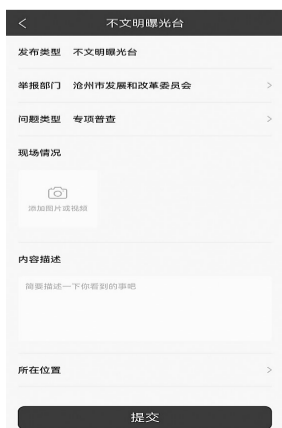 不文明曝光台
发布类型 不文明曝光台
举报部门 沧州市发展和改革委员会
问题类型 专项普查
现场情况
添加图片或视频
内容描述
简要描述一下你看到的事吧
所在位置
提交